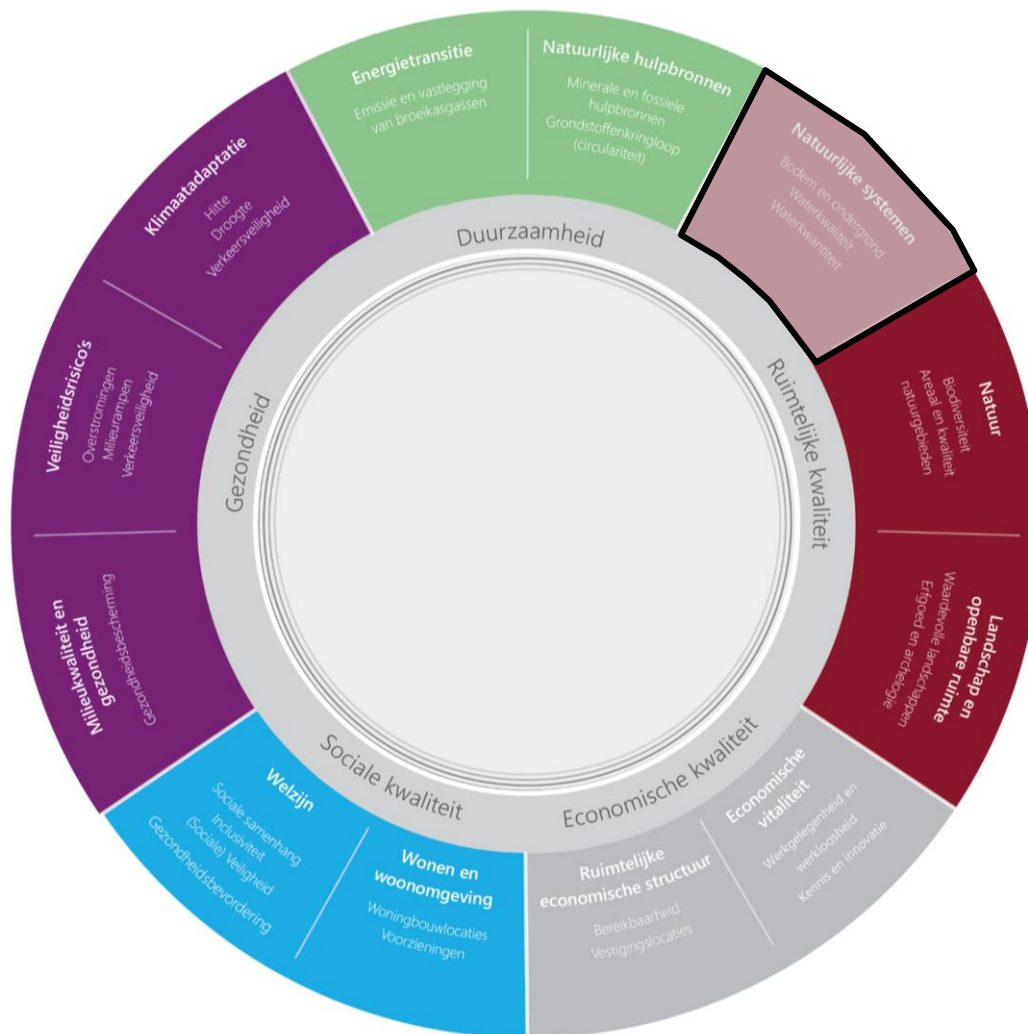 Energietransitie
Emissie en vastlegging
van broeikasgassen
Natuurlijke hulpbronnen
Minerale en fossiele
hulpbronnen
Grondstoffenkringloop
(circulariteit)
Natuurlijke systemen
Bodem en ondergrond
Waterkwaliteit
Waterkwantiteit
Natuur
Biodiversiteit
Areaal en kwaliteit
natuurgebieden
Landschap en
openbare ruimte
Waardevolle landschappen
Erfgoed en archelogie
Economische
vitaliteit
Werkgelegenheid en
werkloosheid
Kennis en innovatie
Ruimtelijke
economische structuur
Bereikbaarheid
Vestigingslocaties
Wonen en
woonomgeving
Woningbouwlocaties
Voorzieningen
Welzijn
Sociale samenhang
Inclusiviteit
(Sociale) Veiligheid
Gezondheidsbevordering
Milieukwaliteit en
gezondheid
Gezondheidsbescherming
Veiligheidsrisico's
Overstromingen
Milieurampen
Verkeersveiligheid
Klimaatadaptatie
Hitte
Droogte
Verkeersveiligheid
Duurzaamheid
Ruimtelijke kwaliteit
Economische kwaliteit
Sociale kwaliteit
Gezondheid